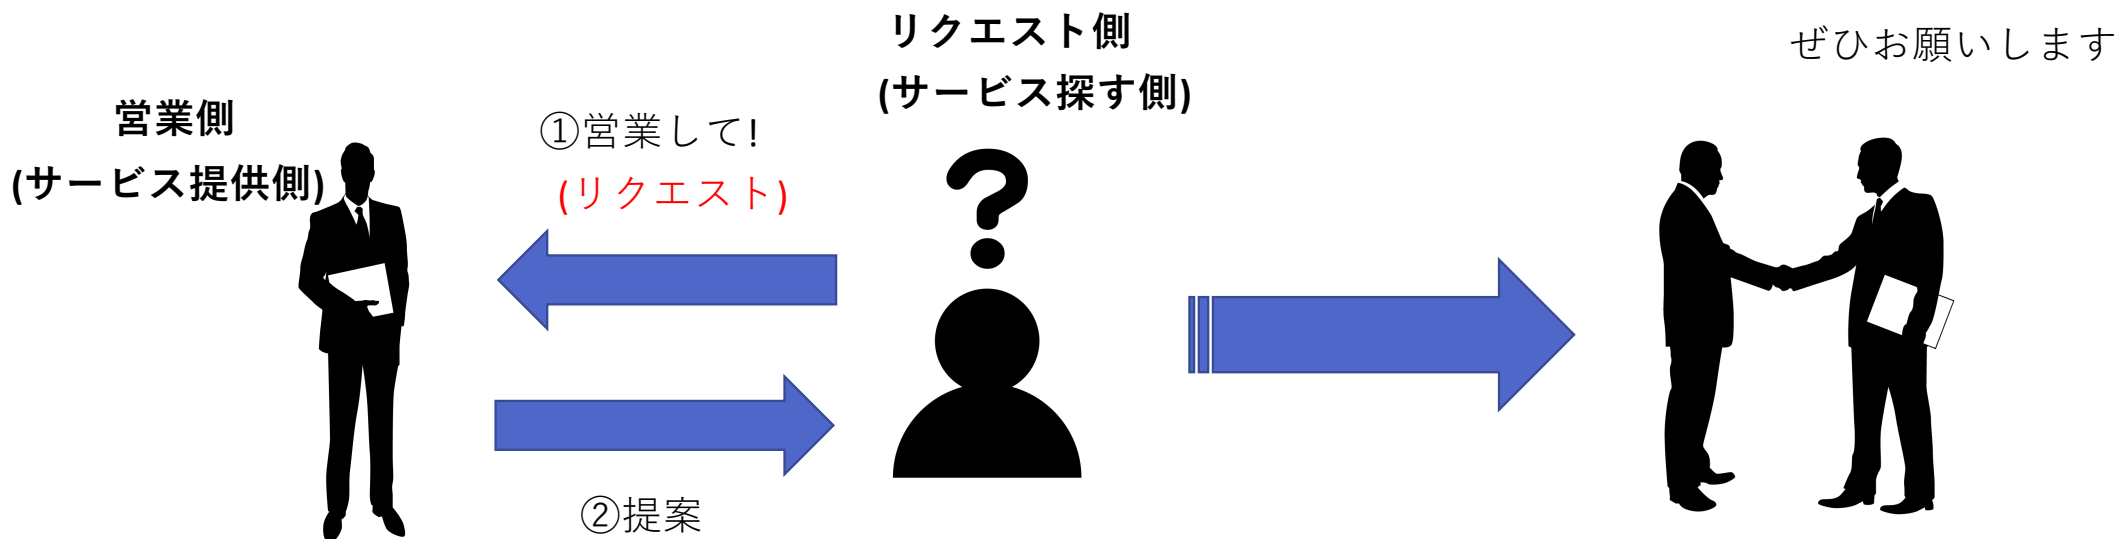 営業側
(サービス提供側)
①営業して!
(リクエスト)
②提案
リクエスト側
(サービス探す側)
?
ぜひお願いします